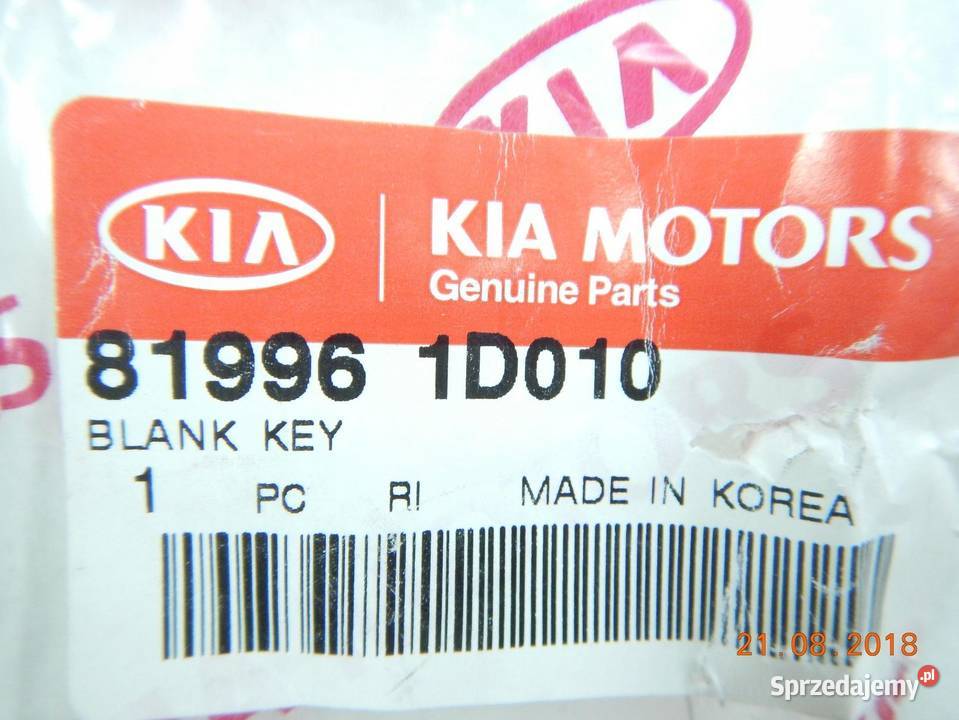 KIA
KIA
KIA MOTORS
Genuine Parts
81996 1D010
BLANK KEY
1 PC RI MADE IN KOREA
21.08.2018
Sprzedajemy.pl